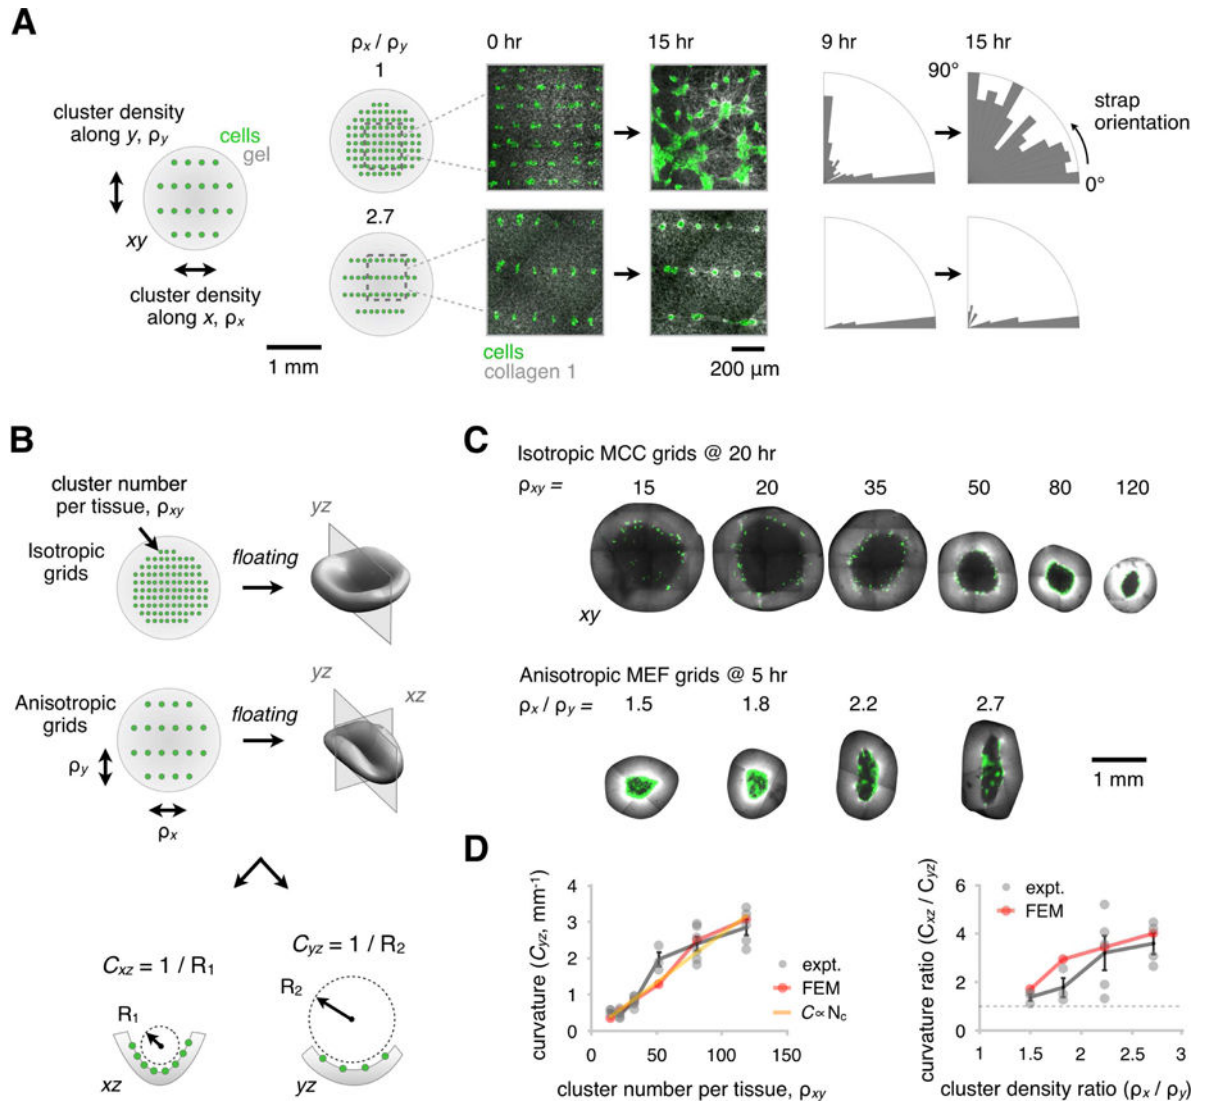 A
ρx / ρy
1
0 hr
15 hr
9 hr
15 hr
90°
strap
orientation
0°
cluster density
along y, ρy
cells
gel
xy
cluster density
along x, ρx
1 mm
2.7
cells
collagen 1
200 µm
B
cluster number
per tissue, ρxy
Isotropic
grids
floating
yz
Anisotropic
grids
floating
yz
xz
ρy
ρx
Cxz = 1 / R1
Cyz = 1 / R2
R1
R2
xz
yz
C
Isotropic MCC grids @ 20 hr
ρxy = 15 20 35 50 80 120
xy
Anisotropic MEF grids @ 5 hr
ρx / ρy = 1.5 1.8 2.2 2.7
1 mm
D
curvature (Cyz, mm-1)
4
3
2
1
0
0 50 100 150
cluster number per tissue, ρxy
expt.
FEM
C∝Nc
curvature ratio (Cxz / Cyz)
6
4
2
0
1 1.5 2 2.5 3
cluster density ratio (ρx / ρy)
expt.
FEM